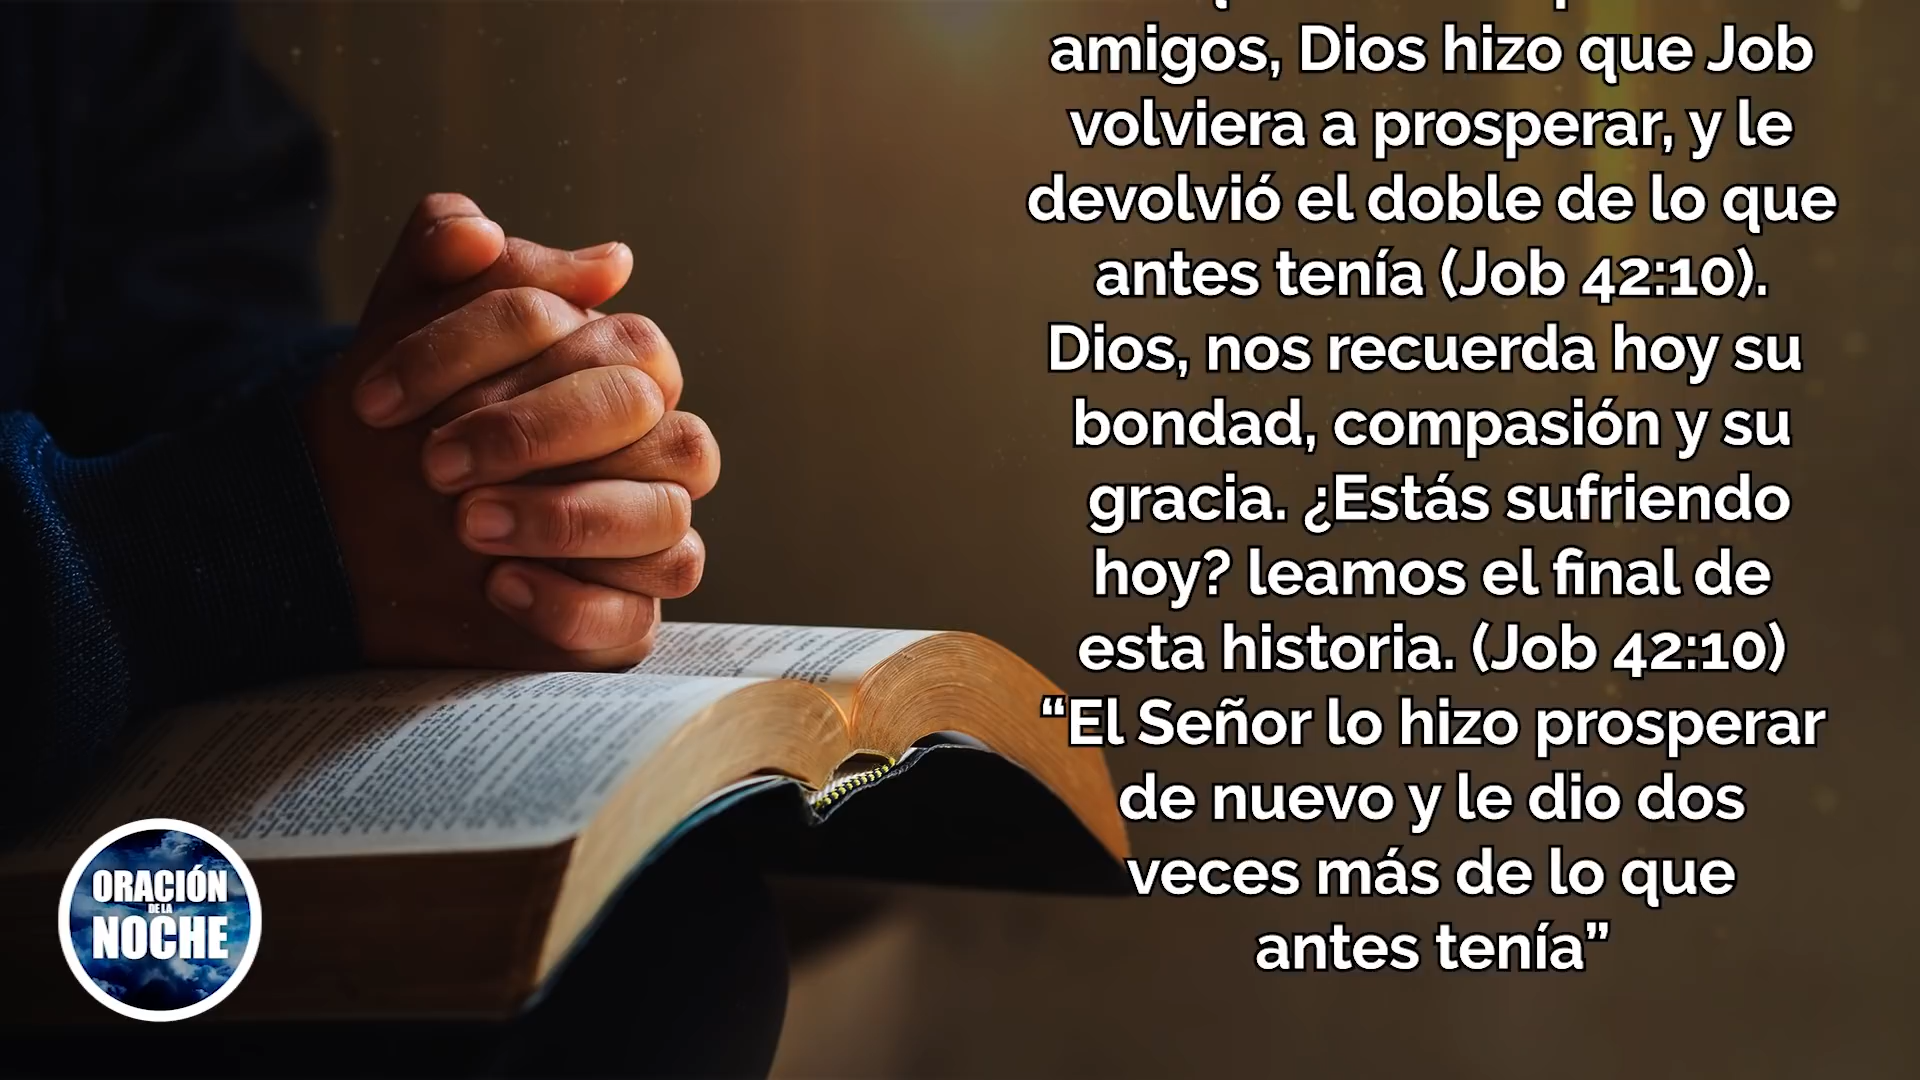 amigos, Dios hizo que Job
volviera a prosperar, y le
devolvió el doble de lo que
antes tenía (Job 42:10).
Dios, nos recuerda hoy su
bondad, compasión y su
gracia. ¿Estás sufriendo
hoy? leamos el final de
esta historia. (Job 42:10)
“El Señor lo hizo prosperar
de nuevo y le dio dos
veces más de lo que
antes tenía”
ORACIÓN
DE LA
NOCHE